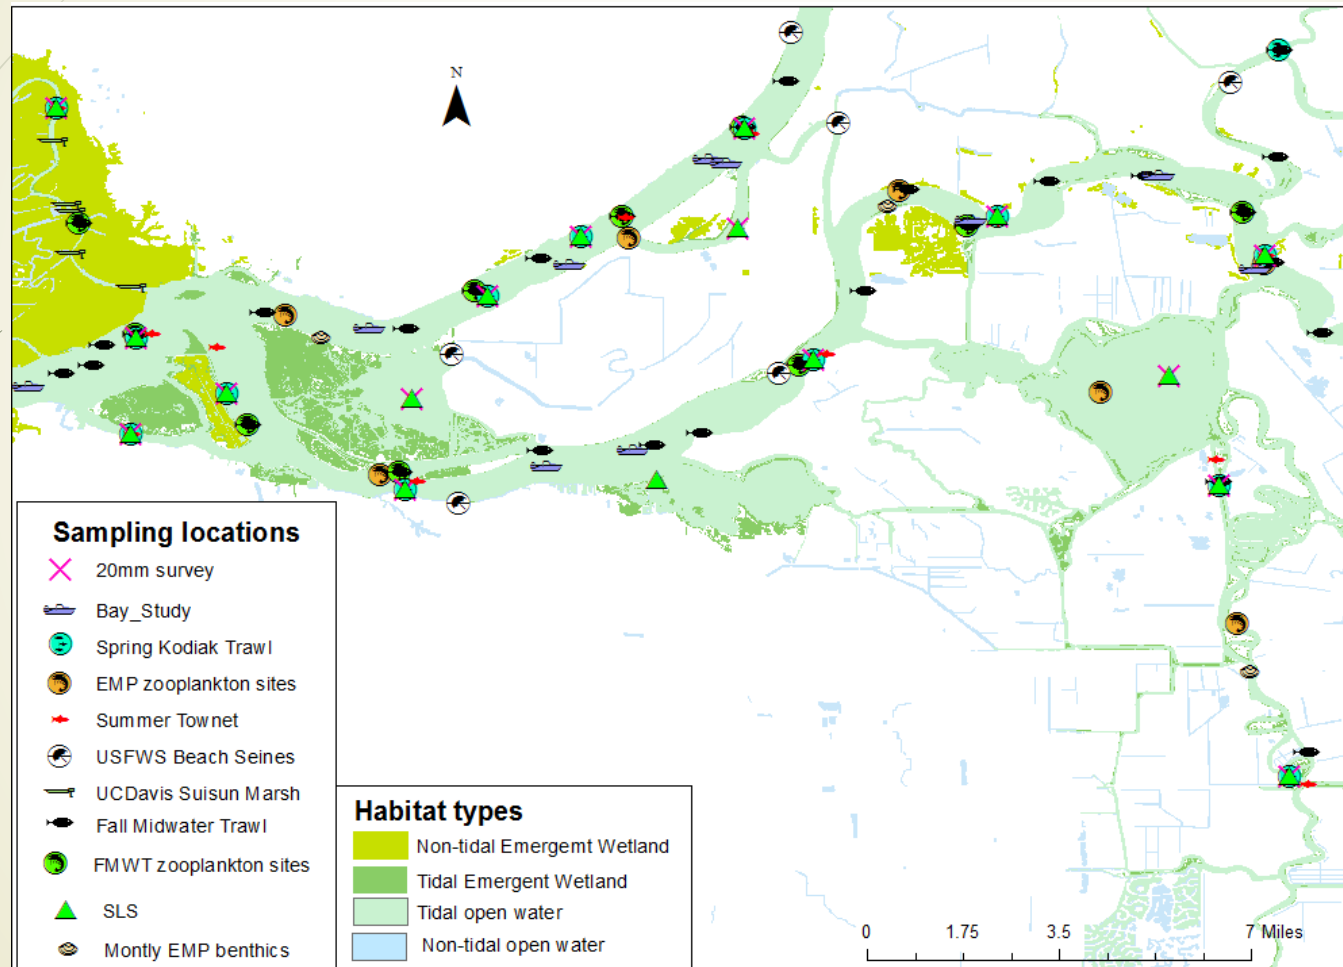 N
Sampling locations
20mm survey
Bay_Study
Spring Kodiak Trawl
EMP zooplankton sites
Summer Townet
USFWS Beach Seines
UCDavis Suisun Marsh
Fall Midwater Trawl
FMWT zooplankton sites
SLS
Montly EMP benthics
Habitat types
Non-tidal Emergemt Wetland
Tidal Emergent Wetland
Tidal open water
Non-tidal open water
0 1.75 3.5 7 Miles